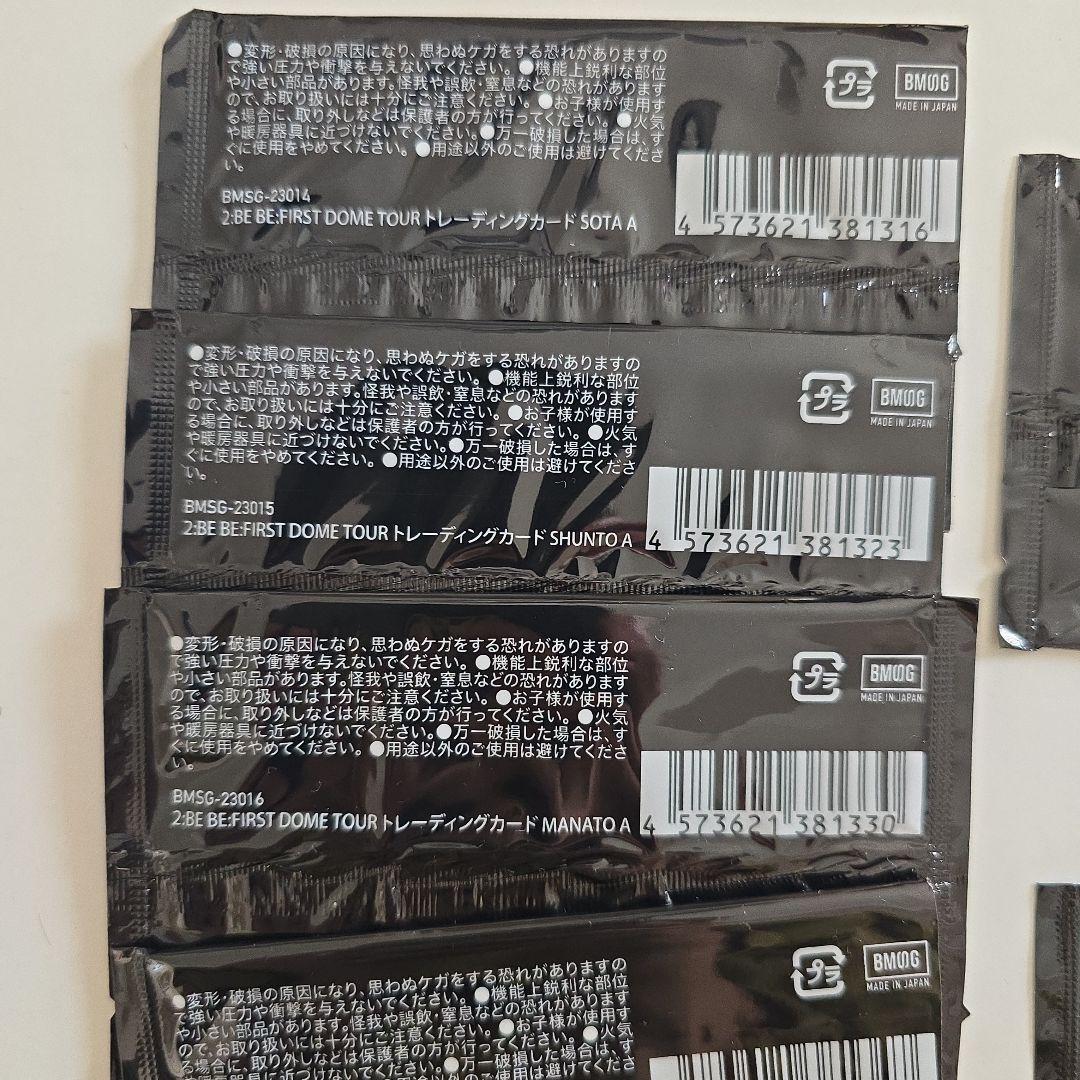 ●変形・破損の原因になり、思わぬケガをする恐れがありますの
で強い圧力や衝撃を与えないでください。●機能上鋭利な部位
や小さい部品があります。怪我や誤飲・窒息などの恐れがあります
ので、お取り扱いには十分にご注意ください。●お子様が使用す
る場合に、取り外しなどは保護者の方が行ってください。●火気
や暖房器具に近づけないでください。●万一破損した場合は、す
ぐに使用をやめてください。●用途以外のご使用は避けてくださ
い。
プラ
BMSG
MADE IN JAPAN
BMSG-23014
2:BE BE:FIRST DOME TOUR トレーディングカード SOTA A
4 573621 381316
●変形・破損の原因になり、思わぬケガをする恐れがありますの
で強い圧力や衝撃を与えないでください。●機能上鋭利な部位
や小さい部品があります。怪我や誤飲・窒息などの恐れがあります
ので、お取り扱いには十分にご注意ください。●お子様が使用す
る場合に、取り外しなどは保護者の方が行ってください。●火気
や暖房器具に近づけないでください。●万一破損した場合は、す
ぐに使用をやめてください。●用途以外のご使用は避けてくださ
い。
プラ
BMSG
MADE IN JAPAN
BMSG-23015
2:BE BE:FIRST DOME TOUR トレーディングカード SHUNTO A
4 573621 381323
●変形・破損の原因になり、思わぬケガをする恐れがありますの
で強い圧力や衝撃を与えないでください。●機能上鋭利な部位
や小さい部品があります。怪我や誤飲・窒息などの恐れがあります
ので、お取り扱いには十分にご注意ください。●お子様が使用す
る場合に、取り外しなどは保護者の方が行ってください。●火気
や暖房器具に近づけないでください。●万一破損した場合は、す
ぐに使用をやめてください。●用途以外のご使用は避けてくださ
い。
プラ
BMSG
MADE IN JAPAN
BMSG-23016
2:BE BE:FIRST DOME TOUR トレーディングカード MANATO A
4 573621 381330
●変形・破損の原因になり、思わぬケガをする恐れがありますの
で強い圧力や衝撃を与えないでください。●機能上鋭利な部位
や小さい部品があります。怪我や誤飲・窒息などの恐れがあります
ので、お取り扱いには十分にご注意ください。●お子様が使用す
る場合に、取り外しなどは保護者の方が行ってください。●火気
や暖房器具に近づけないでください。●万一破損した場合は、す
プラ
BMSG
MADE IN JAPAN